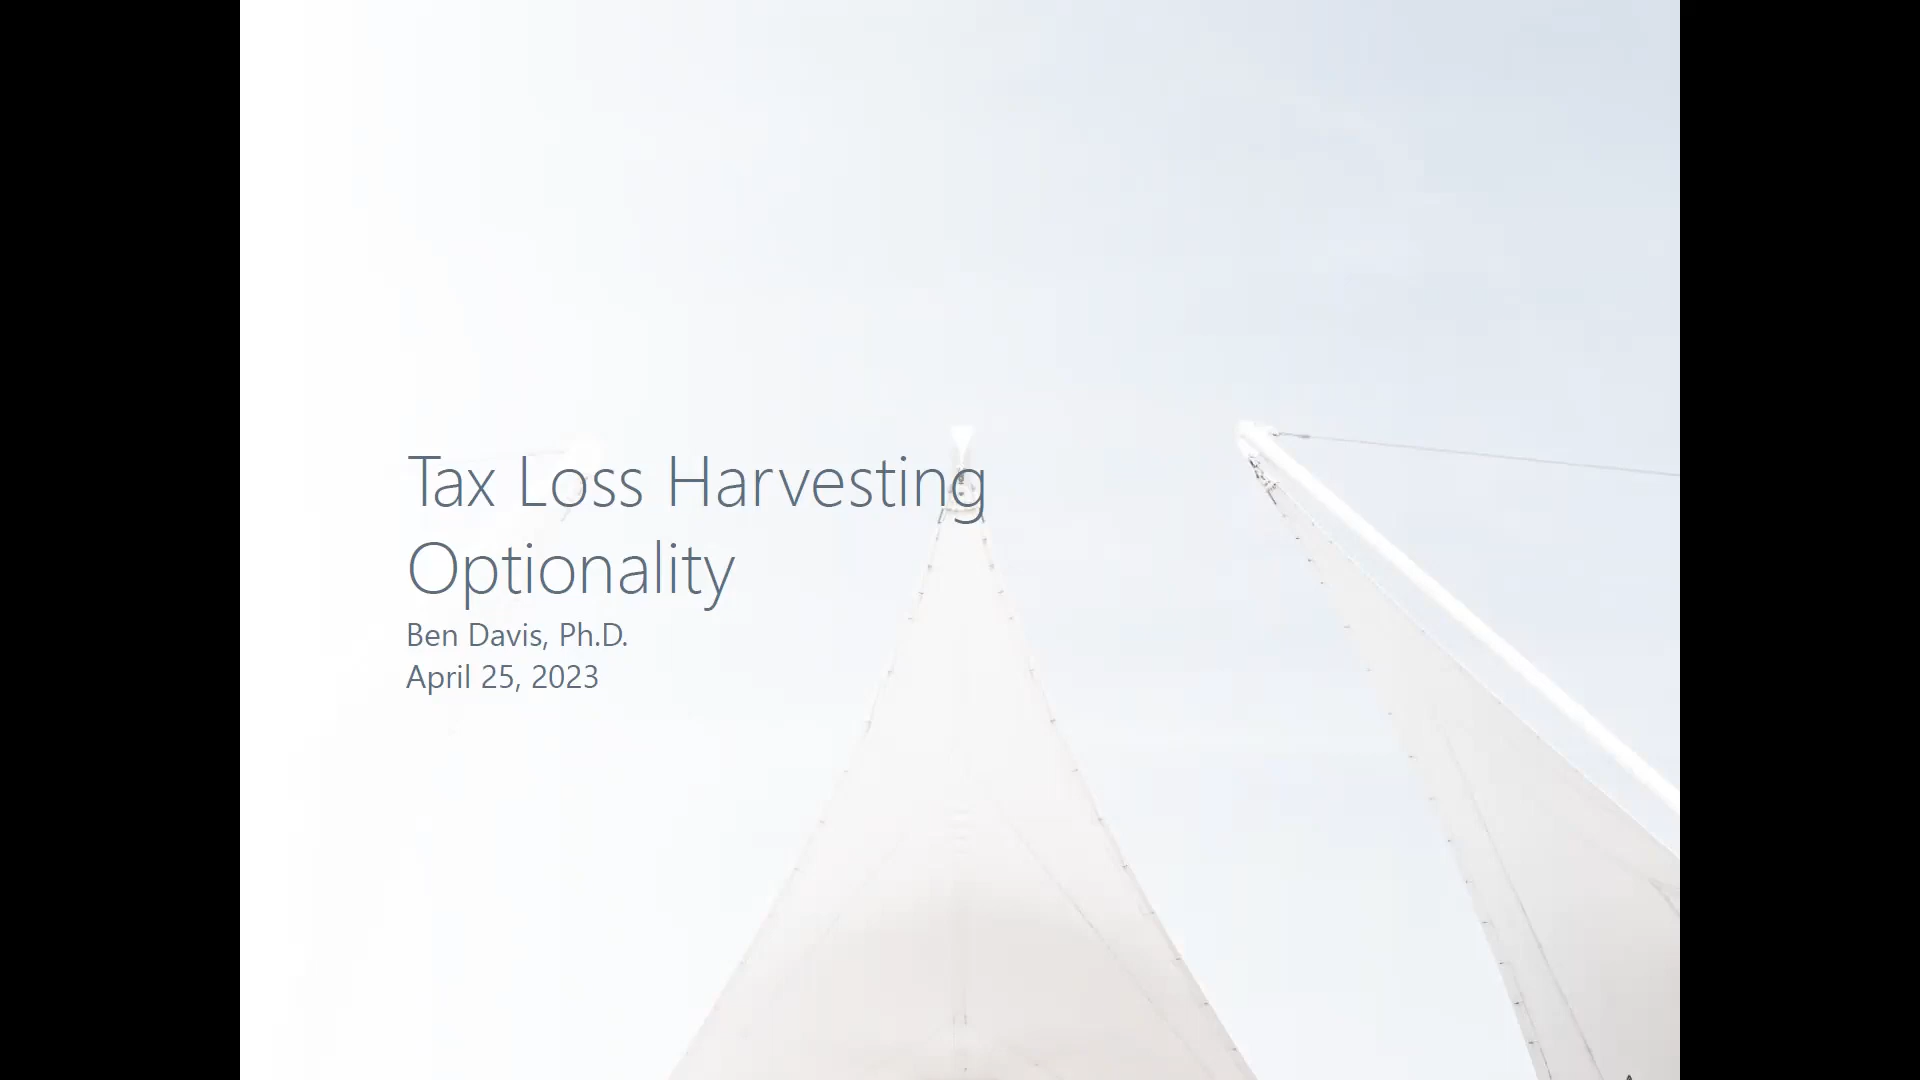 Tax Loss Harvesting
Optionality
Ben Davis, Ph.D.
April 25, 2023